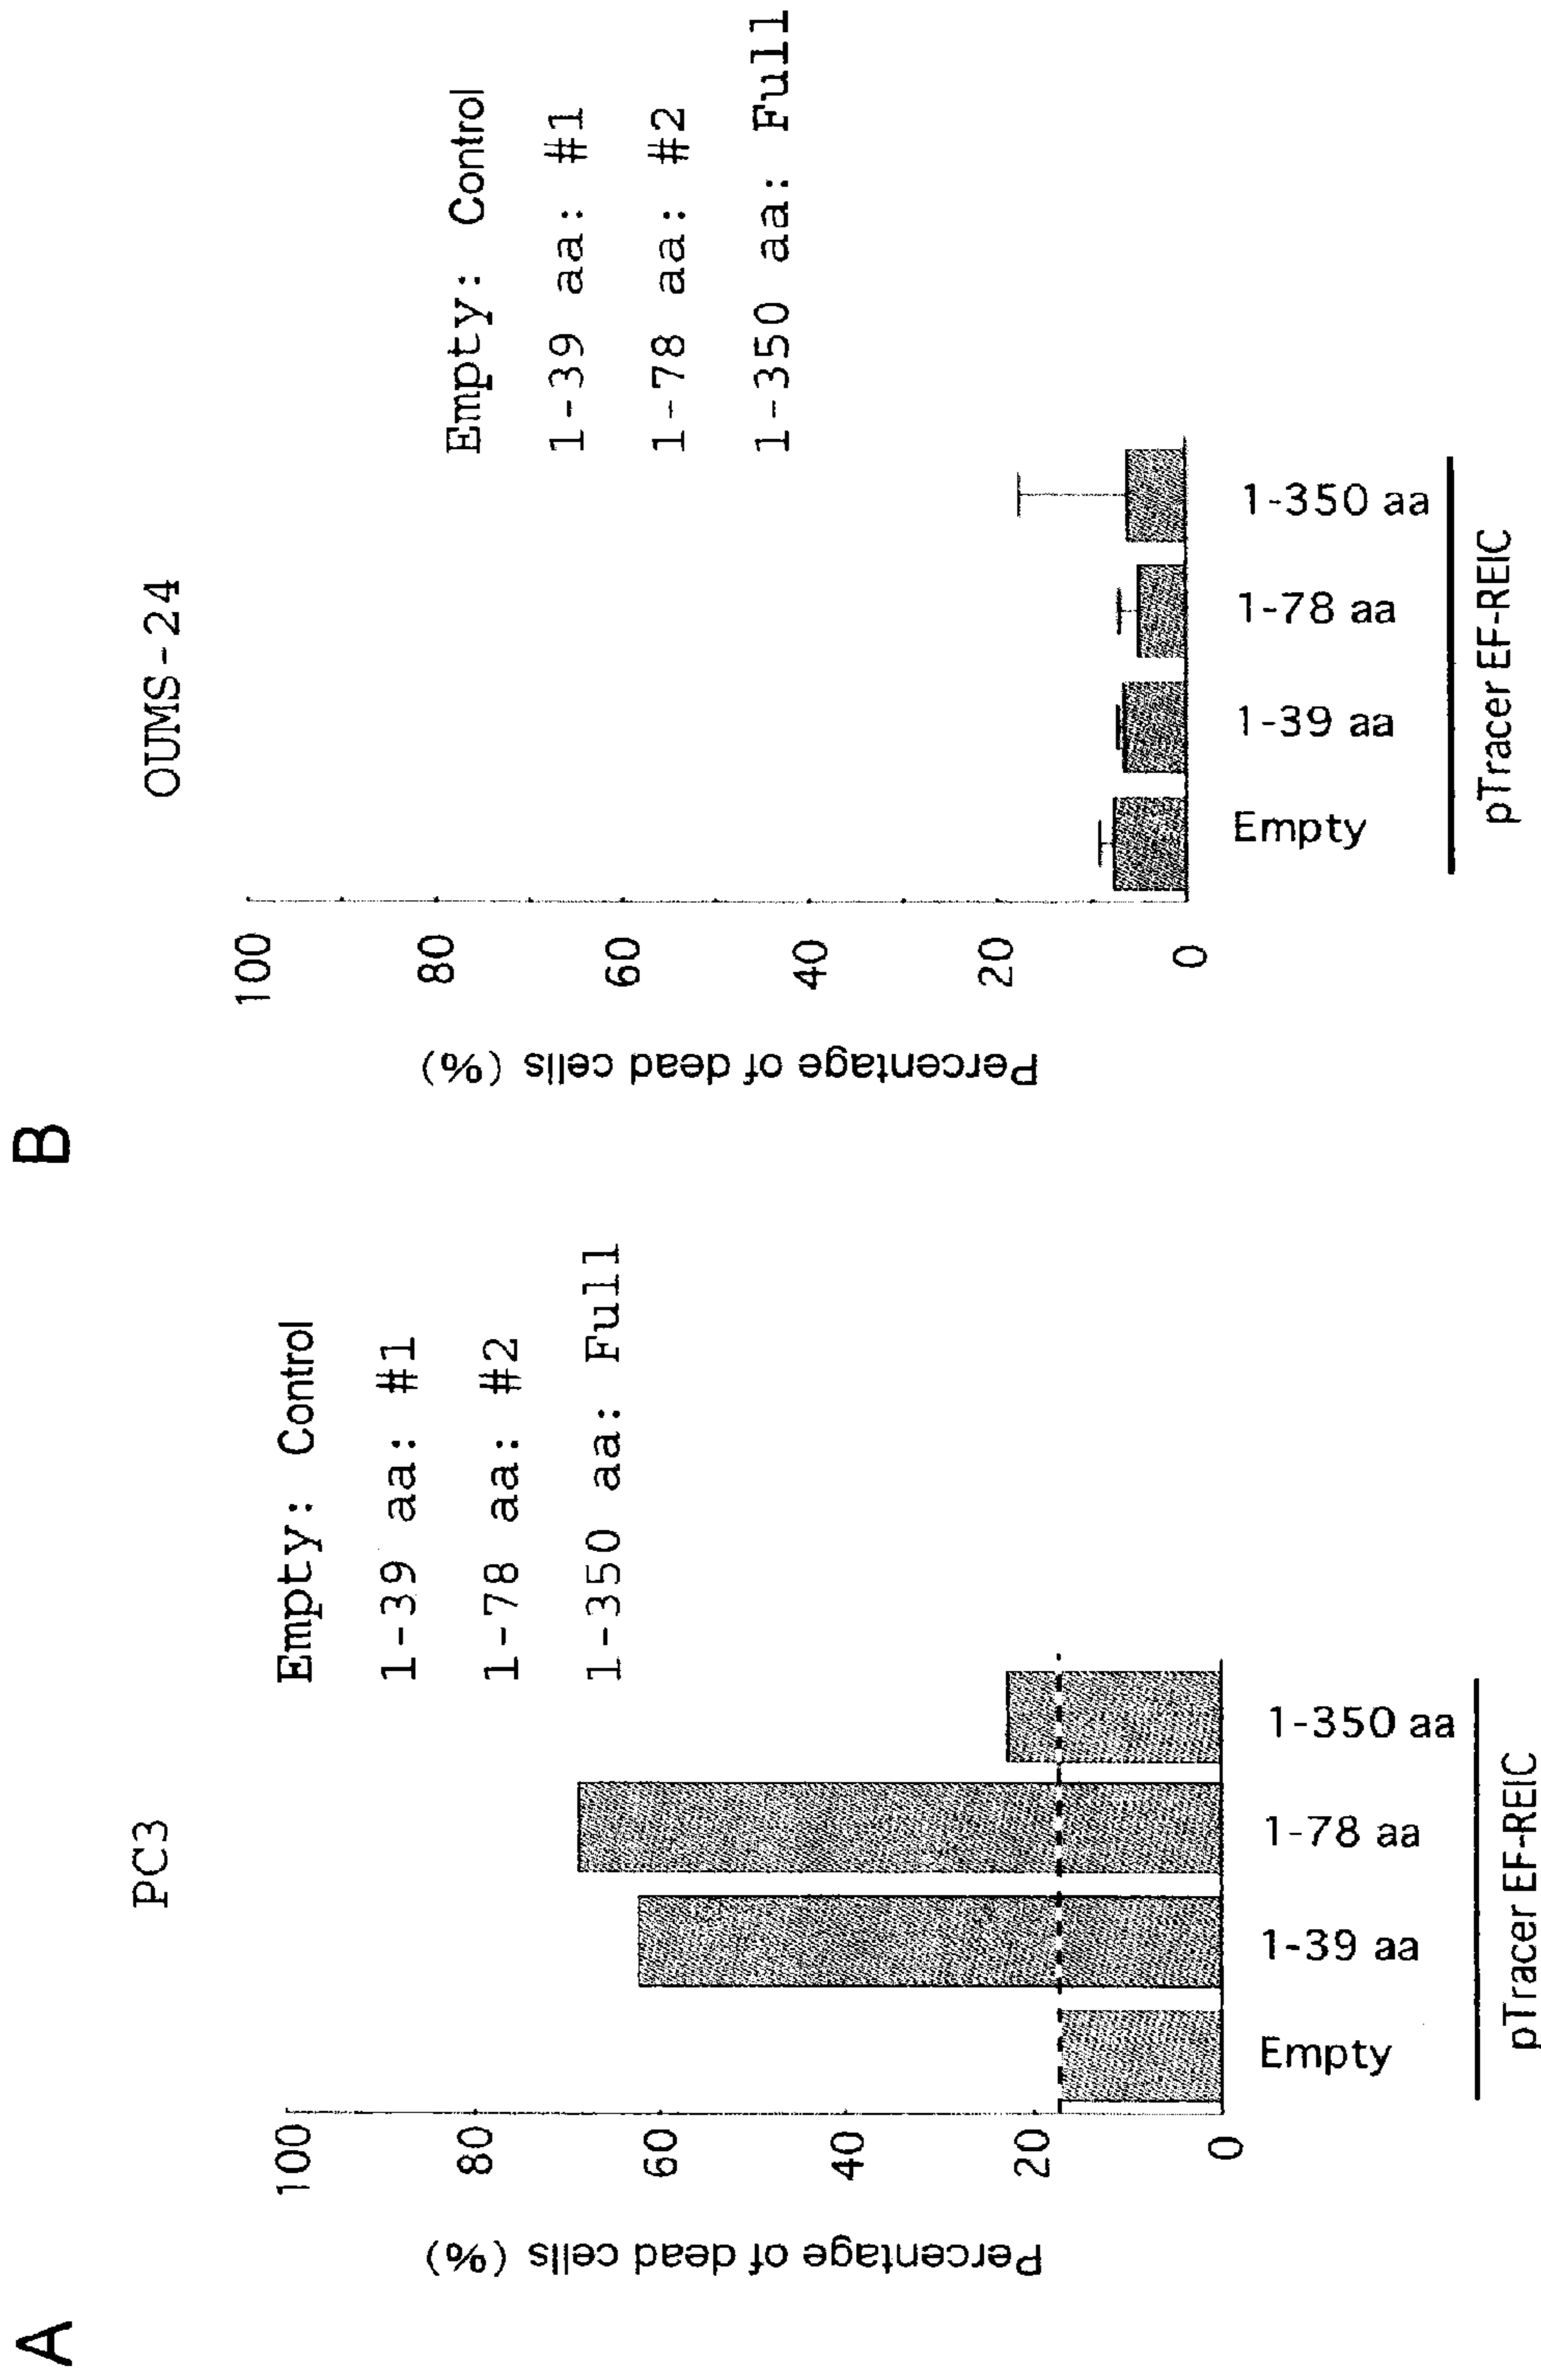 A
PC3
Empty: Control
1-39 aa: #1
1-78 aa: #2
1-350 aa: Full
Percentage of dead cells (%)
100
80
60
40
20
0
Empty
1-39 aa
1-78 aa
1-350 aa
pTracer EF-REIC
B
OUMS-24
Empty: Control
1-39 aa: #1
1-78 aa: #2
1-350 aa: Full
Percentage of dead cells (%)
100
80
60
40
20
0
Empty
1-39 aa
1-78 aa
1-350 aa
pTracer EF-REIC